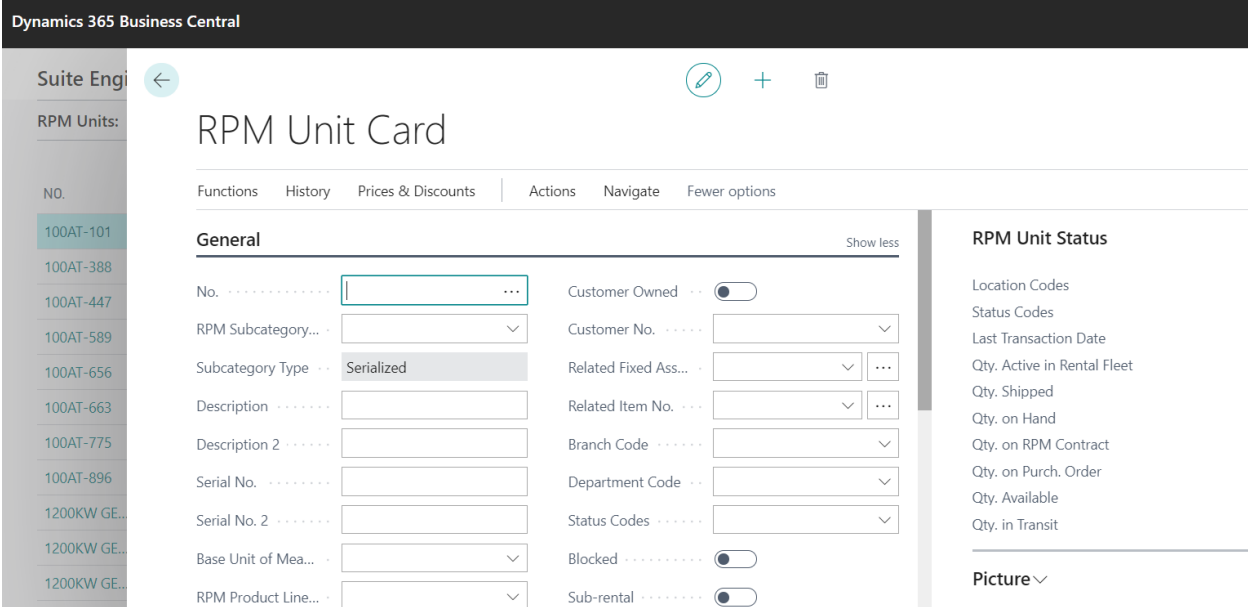 Dynamics 365 Business Central
Suite Engi
RPM Units:
NO.
100AT-101
100AT-388
100AT-447
100AT-589
100AT-656
100AT-663
100AT-775
100AT-896
1200KW GE...
1200KW GE...
1200KW GE...
RPM Unit Card
Functions History Prices & Discounts Actions Navigate Fewer options
General Show less
No. ...
RPM Subcategory...
Subcategory Type Serialized
Description
Description 2
Serial No.
Serial No. 2
Base Unit of Mea...
RPM Product Line...
Customer Owned
Customer No.
Related Fixed Ass... ...
Related Item No. ...
Branch Code
Department Code
Status Codes
Blocked
Sub-rental
RPM Unit Status
Location Codes
Status Codes
Last Transaction Date
Qty. Active in Rental Fleet
Qty. Shipped
Qty. on Hand
Qty. on RPM Contract
Qty. on Purch. Order
Qty. Available
Qty. in Transit
Picture